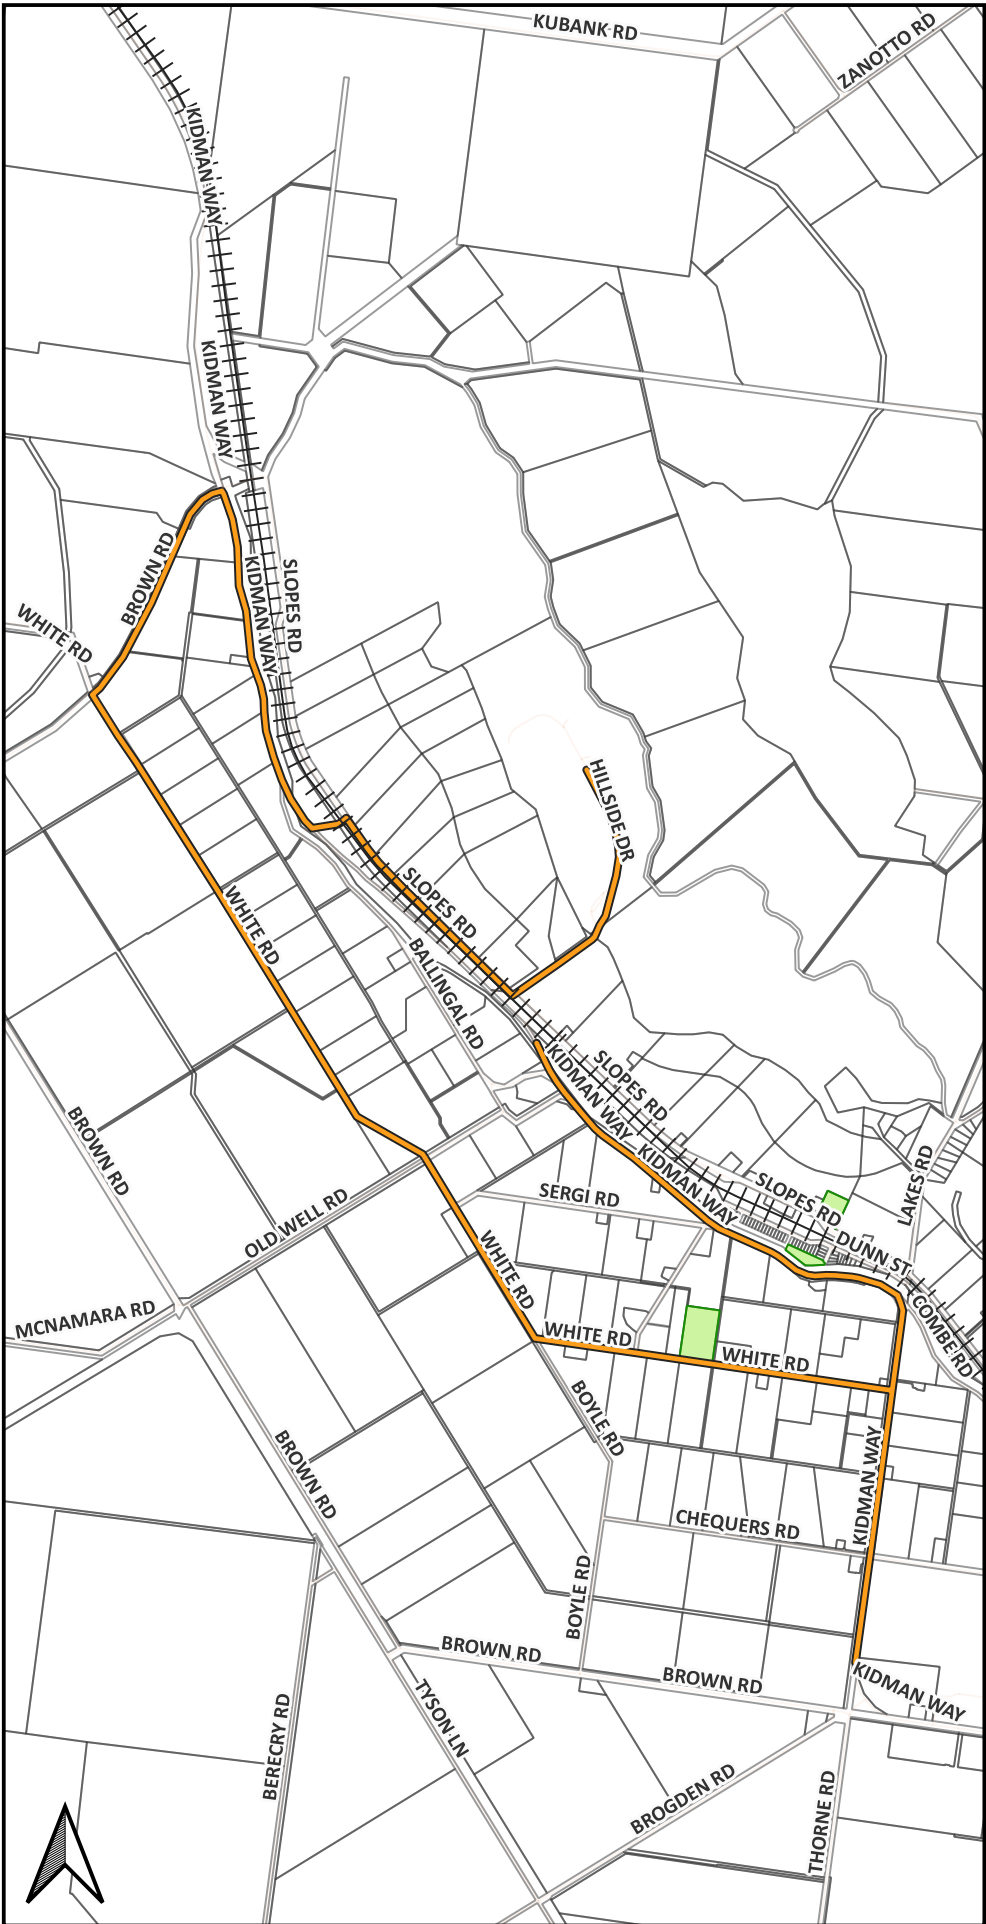 KUBANK RD
ZANOTTO RD
KIDMAN WAY
KIDMAN WAY
BROWN RD
SLOPES RD
KIDMAN WAY
WHITE RD
HILLSIDE DR
SLOPES RD
WHITE RD
BALLINGAL RD
SLOPES RD
KIDMAN WAY
BROWN RD
KIDMAN WAY
LAKES RD
SLOPES RD
SERGI RD
OLD WELL RD
DUNN ST
WHITE RD
MCNAMARA RD
COMBE RD
WHITE RD
WHITE RD
BOYLE RD
BROWN RD
KIDMAN WAY
CHEQUERS RD
BOYLE RD
BROWN RD
BROWN RD
KIDMAN WAY
TYSON LN
BERECRY RD
BROGDEN RD
THORNE RD